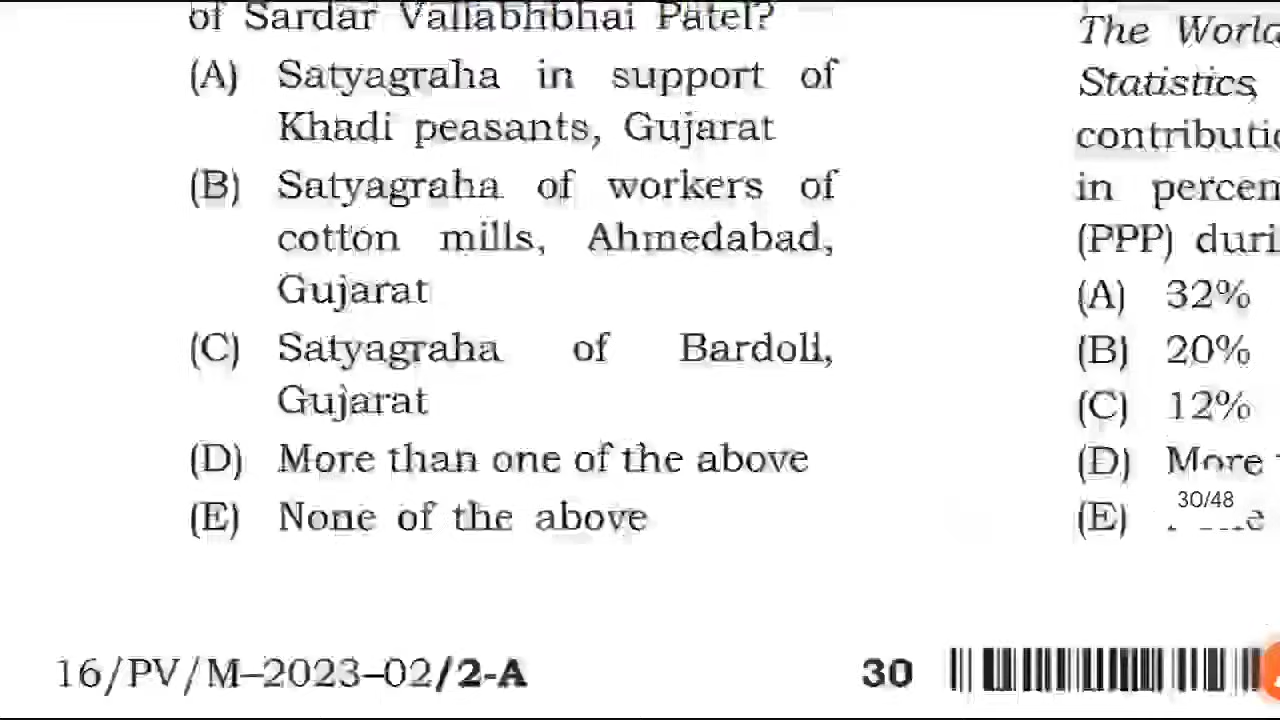 of Sardar Vallabhbhai Patel?
(A) Satyagraha in support of
Khadi peasants, Gujarat
(B) Satyagraha of workers of
cotton mills, Ahmedabad,
Gujarat
(C) Satyagraha of Bardoli,
Gujarat
(D) More than one of the above
(E) None of the above
The World
Statistics,
contributio
in percen
(PPP) duri
(A) 32%
(B) 20%
(C) 12%
(D) More
(E)
30/48
16/PV/M–2023–02/2-A
30